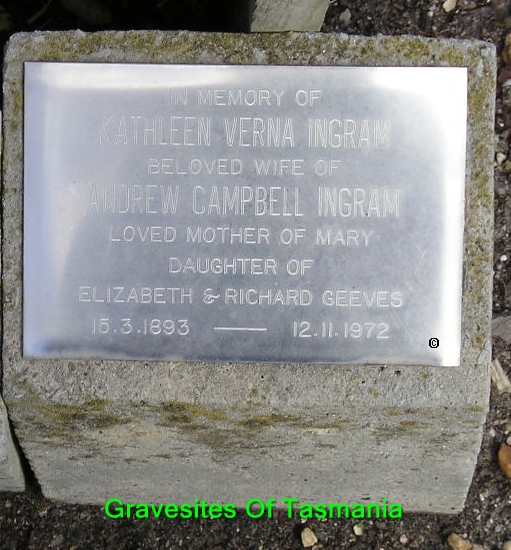 IN MEMORY OF
KATHLEEN VERNA INGRAM
BELOVED WIFE OF
ANDREW CAMPBELL INGRAM
LOVED MOTHER OF MARY
DAUGHTER OF
ELIZABETH & RICHARD GEEVES
15.3.1893 — 12.11.1972
©
Gravesites Of Tasmania